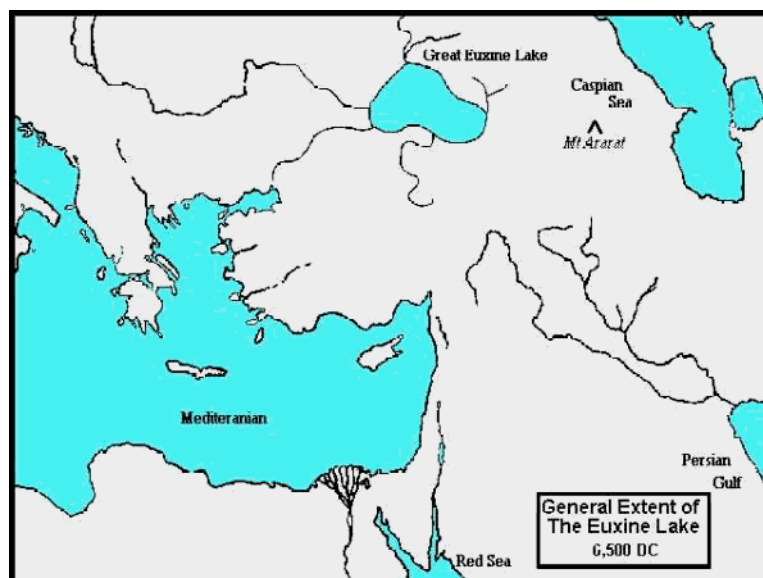 Great Euxine Lake
Caspian
Sea
Mt. Ararat
Mediteranian
Persian
Gulf
Red Sea
General Extent of
The Euxine Lake
6,500 DC